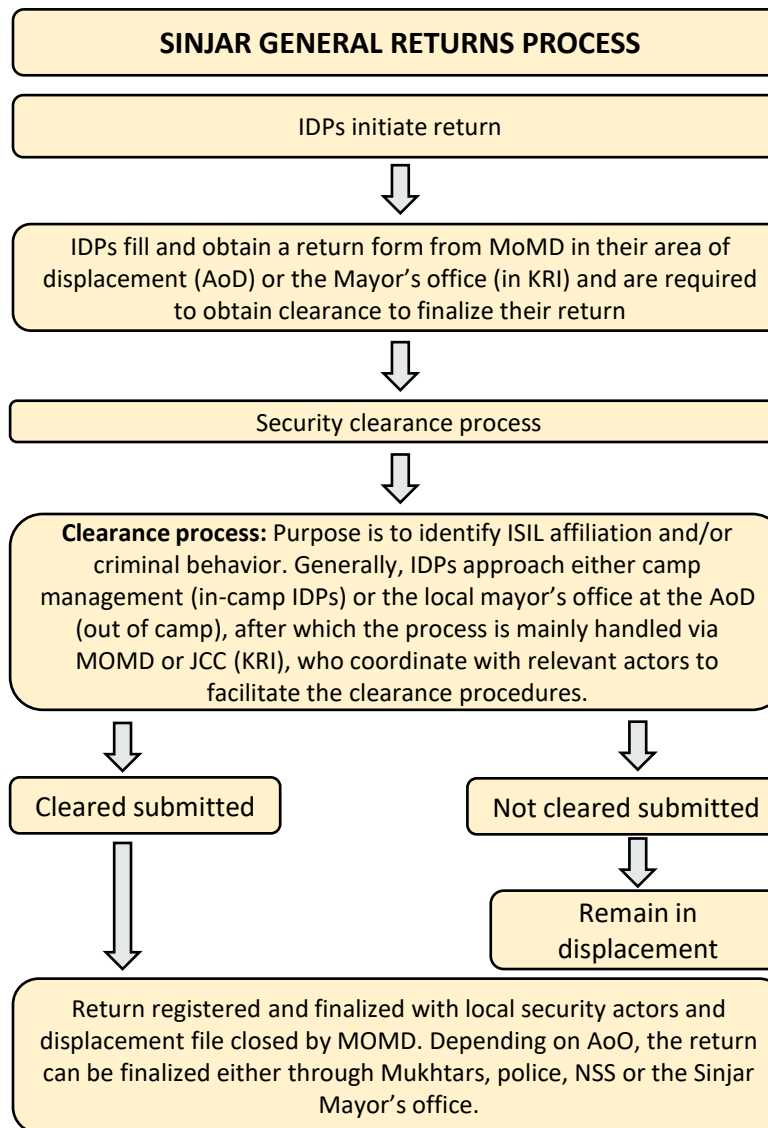 SINJAR GENERAL RETURNS PROCESS
IDPs initiate return
IDPs fill and obtain a return form from MoMD in their area of
displacement (AoD) or the Mayor’s office (in KRI) and are required
to obtain clearance to finalize their return
Security clearance process
Clearance process: Purpose is to identify ISIL affiliation and/or
criminal behavior. Generally, IDPs approach either camp
management (in-camp IDPs) or the local mayor’s office at the AoD
(out of camp), after which the process is mainly handled via
MOMD or JCC (KRI), who coordinate with relevant actors to
facilitate the clearance procedures.
Cleared submitted
Not cleared submitted
Remain in
displacement
Return registered and finalized with local security actors and
displacement file closed by MOMD. Depending on AoO, the return
can be finalized either through Mukhtars, police, NSS or the Sinjar
Mayor’s office.